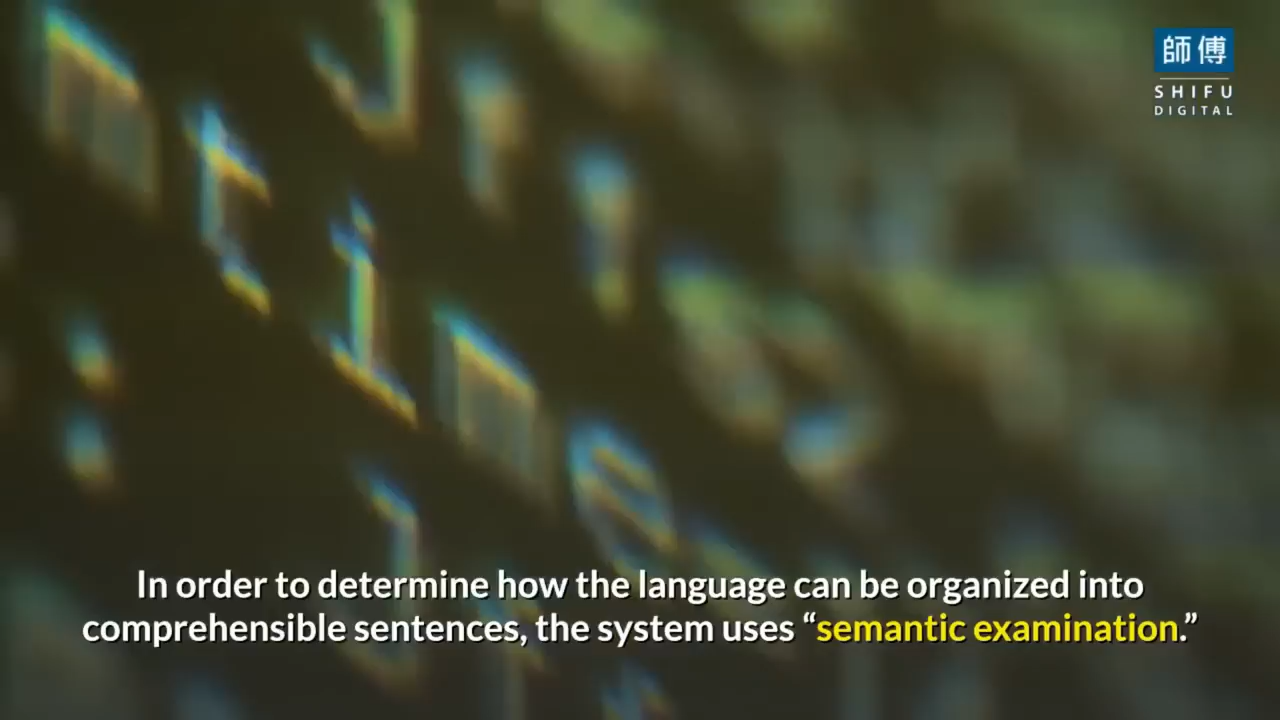 師傅
SHIFU
DIGITAL
In order to determine how the language can be organized into
comprehensible sentences, the system uses “semantic examination.”